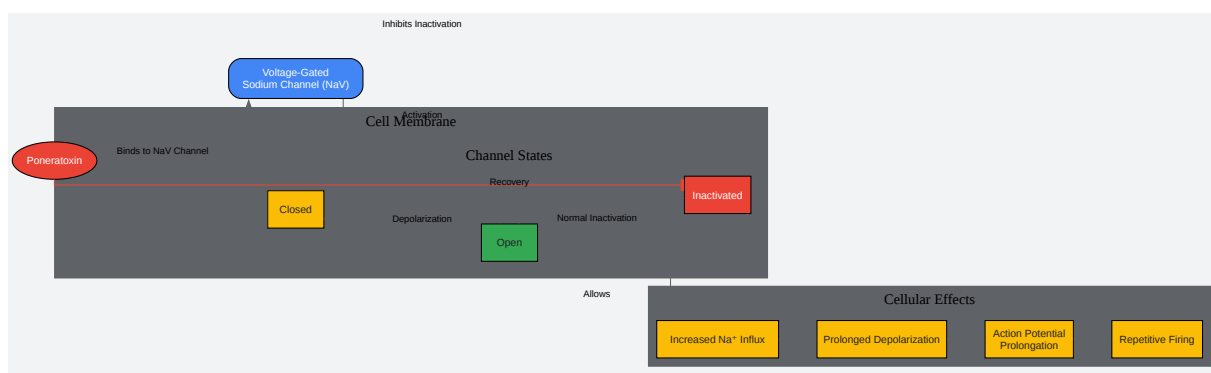 Inhibits Inactivation
Voltage-Gated
Sodium Channel (NaV)
Activation
Cell Membrane
Poneratoxin
Binds to NaV Channel
Channel States
Recovery
Inactivated
Closed
Depolarization
Normal Inactivation
Open
Allows
Cellular Effects
Increased Na⁺ Influx
Prolonged Depolarization
Action Potential
Prolongation
Repetitive Firing